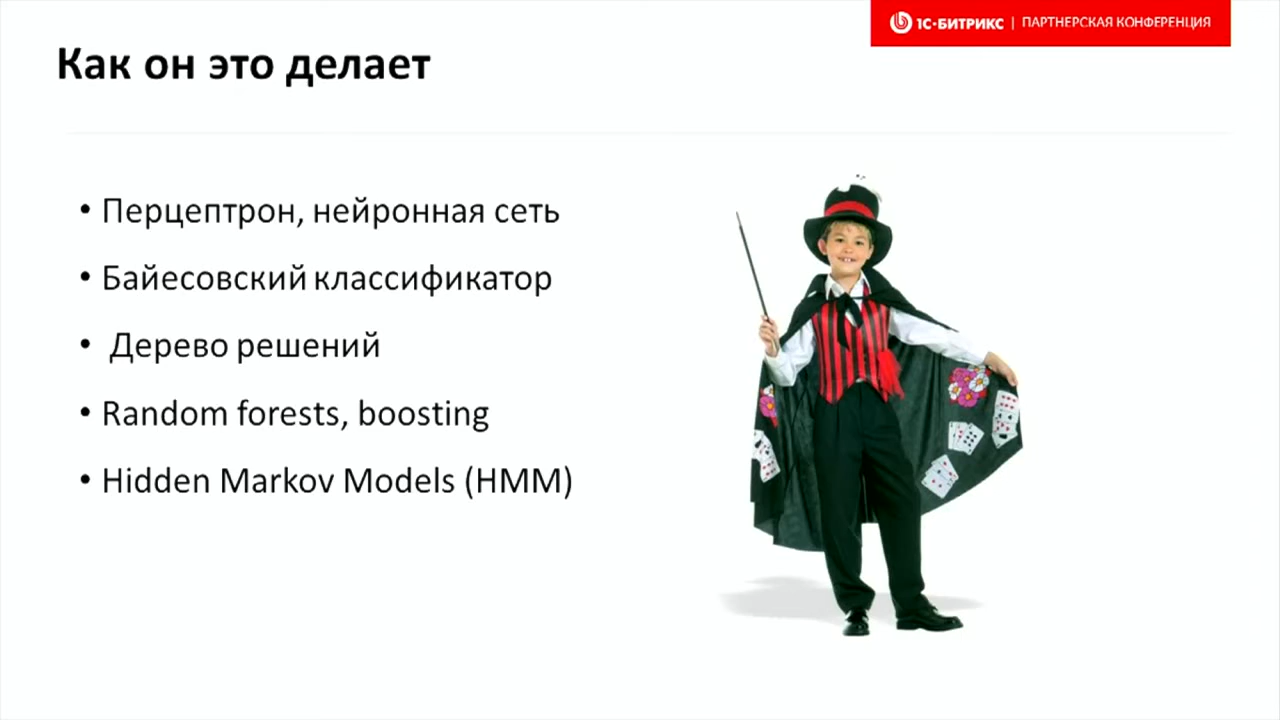 1С-БИТРИКС | ПАРТНЕРСКАЯ КОНФЕРЕНЦИЯ
Как он это делает
• Перцептрон, нейронная сеть
• Байесовский классификатор
• Дерево решений
• Random forests, boosting
• Hidden Markov Models (HMM)